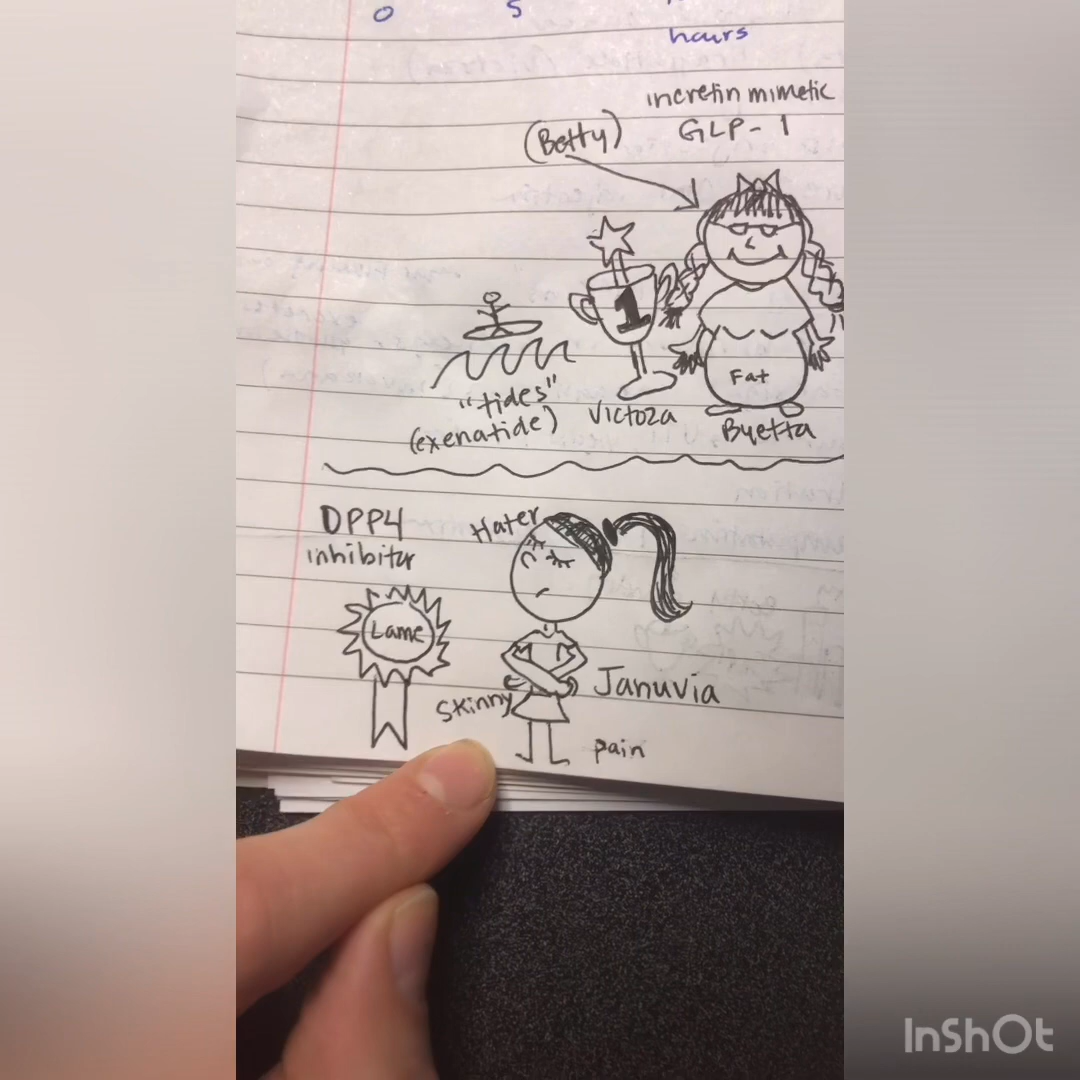 0 5
hours
incretin mimetic
(Betty) GLP-1
1
"tides" Victoza Fat
(exenatide) Byetta
DPP4 Hater
inhibitor
Lame
Skinny Januvia
pain
InShOt